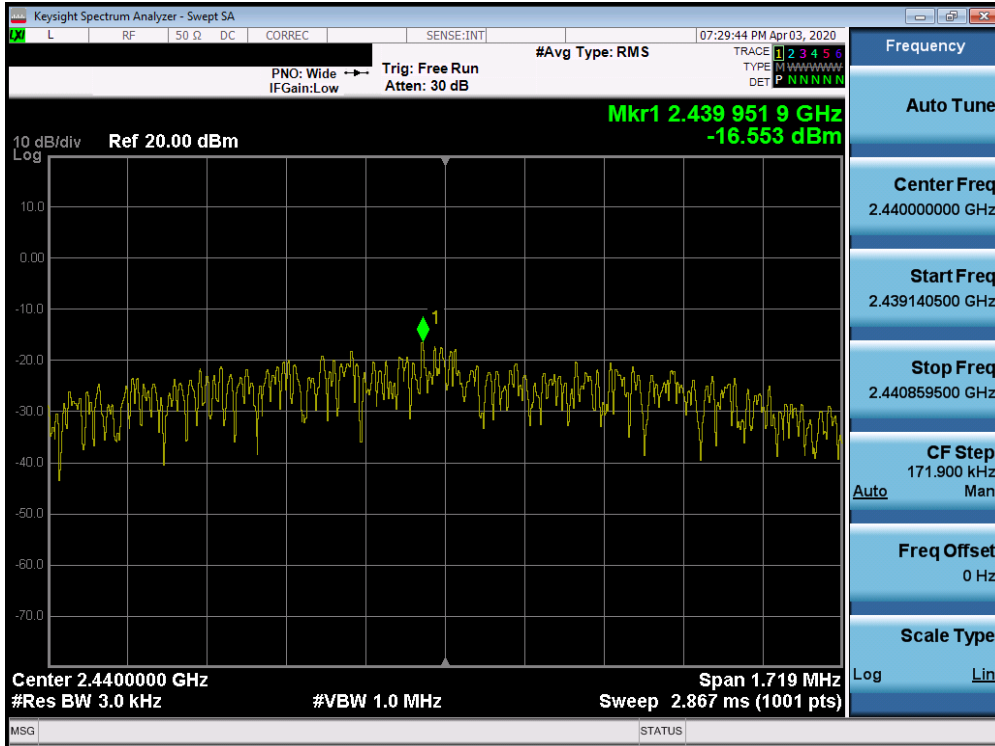 Keysight Spectrum Analyzer - Swept SA
LXI L RF 50 Ω DC CORREC SENSE:INT 07:29:44 PM Apr 03, 2020
#Avg Type: RMS
TRACE 1 2 3 4 5 6
TYPE M WWWWW
DET P N N N N N
PNO: Wide
IFGain:Low
Trig: Free Run
Atten: 30 dB
Mkr1 2.439 951 9 GHz
-16.553 dBm
10 dB/div
Log
Ref 20.00 dBm
10.0
0.00
-10.0
-20.0
-30.0
-40.0
-50.0
-60.0
-70.0
1
Center 2.4400000 GHz
Span 1.719 MHz
#Res BW 3.0 kHz
#VBW 1.0 MHz
Sweep 2.867 ms (1001 pts)
MSG
STATUS
Frequency
Auto Tune
Center Freq
2.440000000 GHz
Start Freq
2.439140500 GHz
Stop Freq
2.440859500 GHz
CF Step
171.900 kHz
Auto Man
Freq Offset
0 Hz
Scale Type
Log Lin